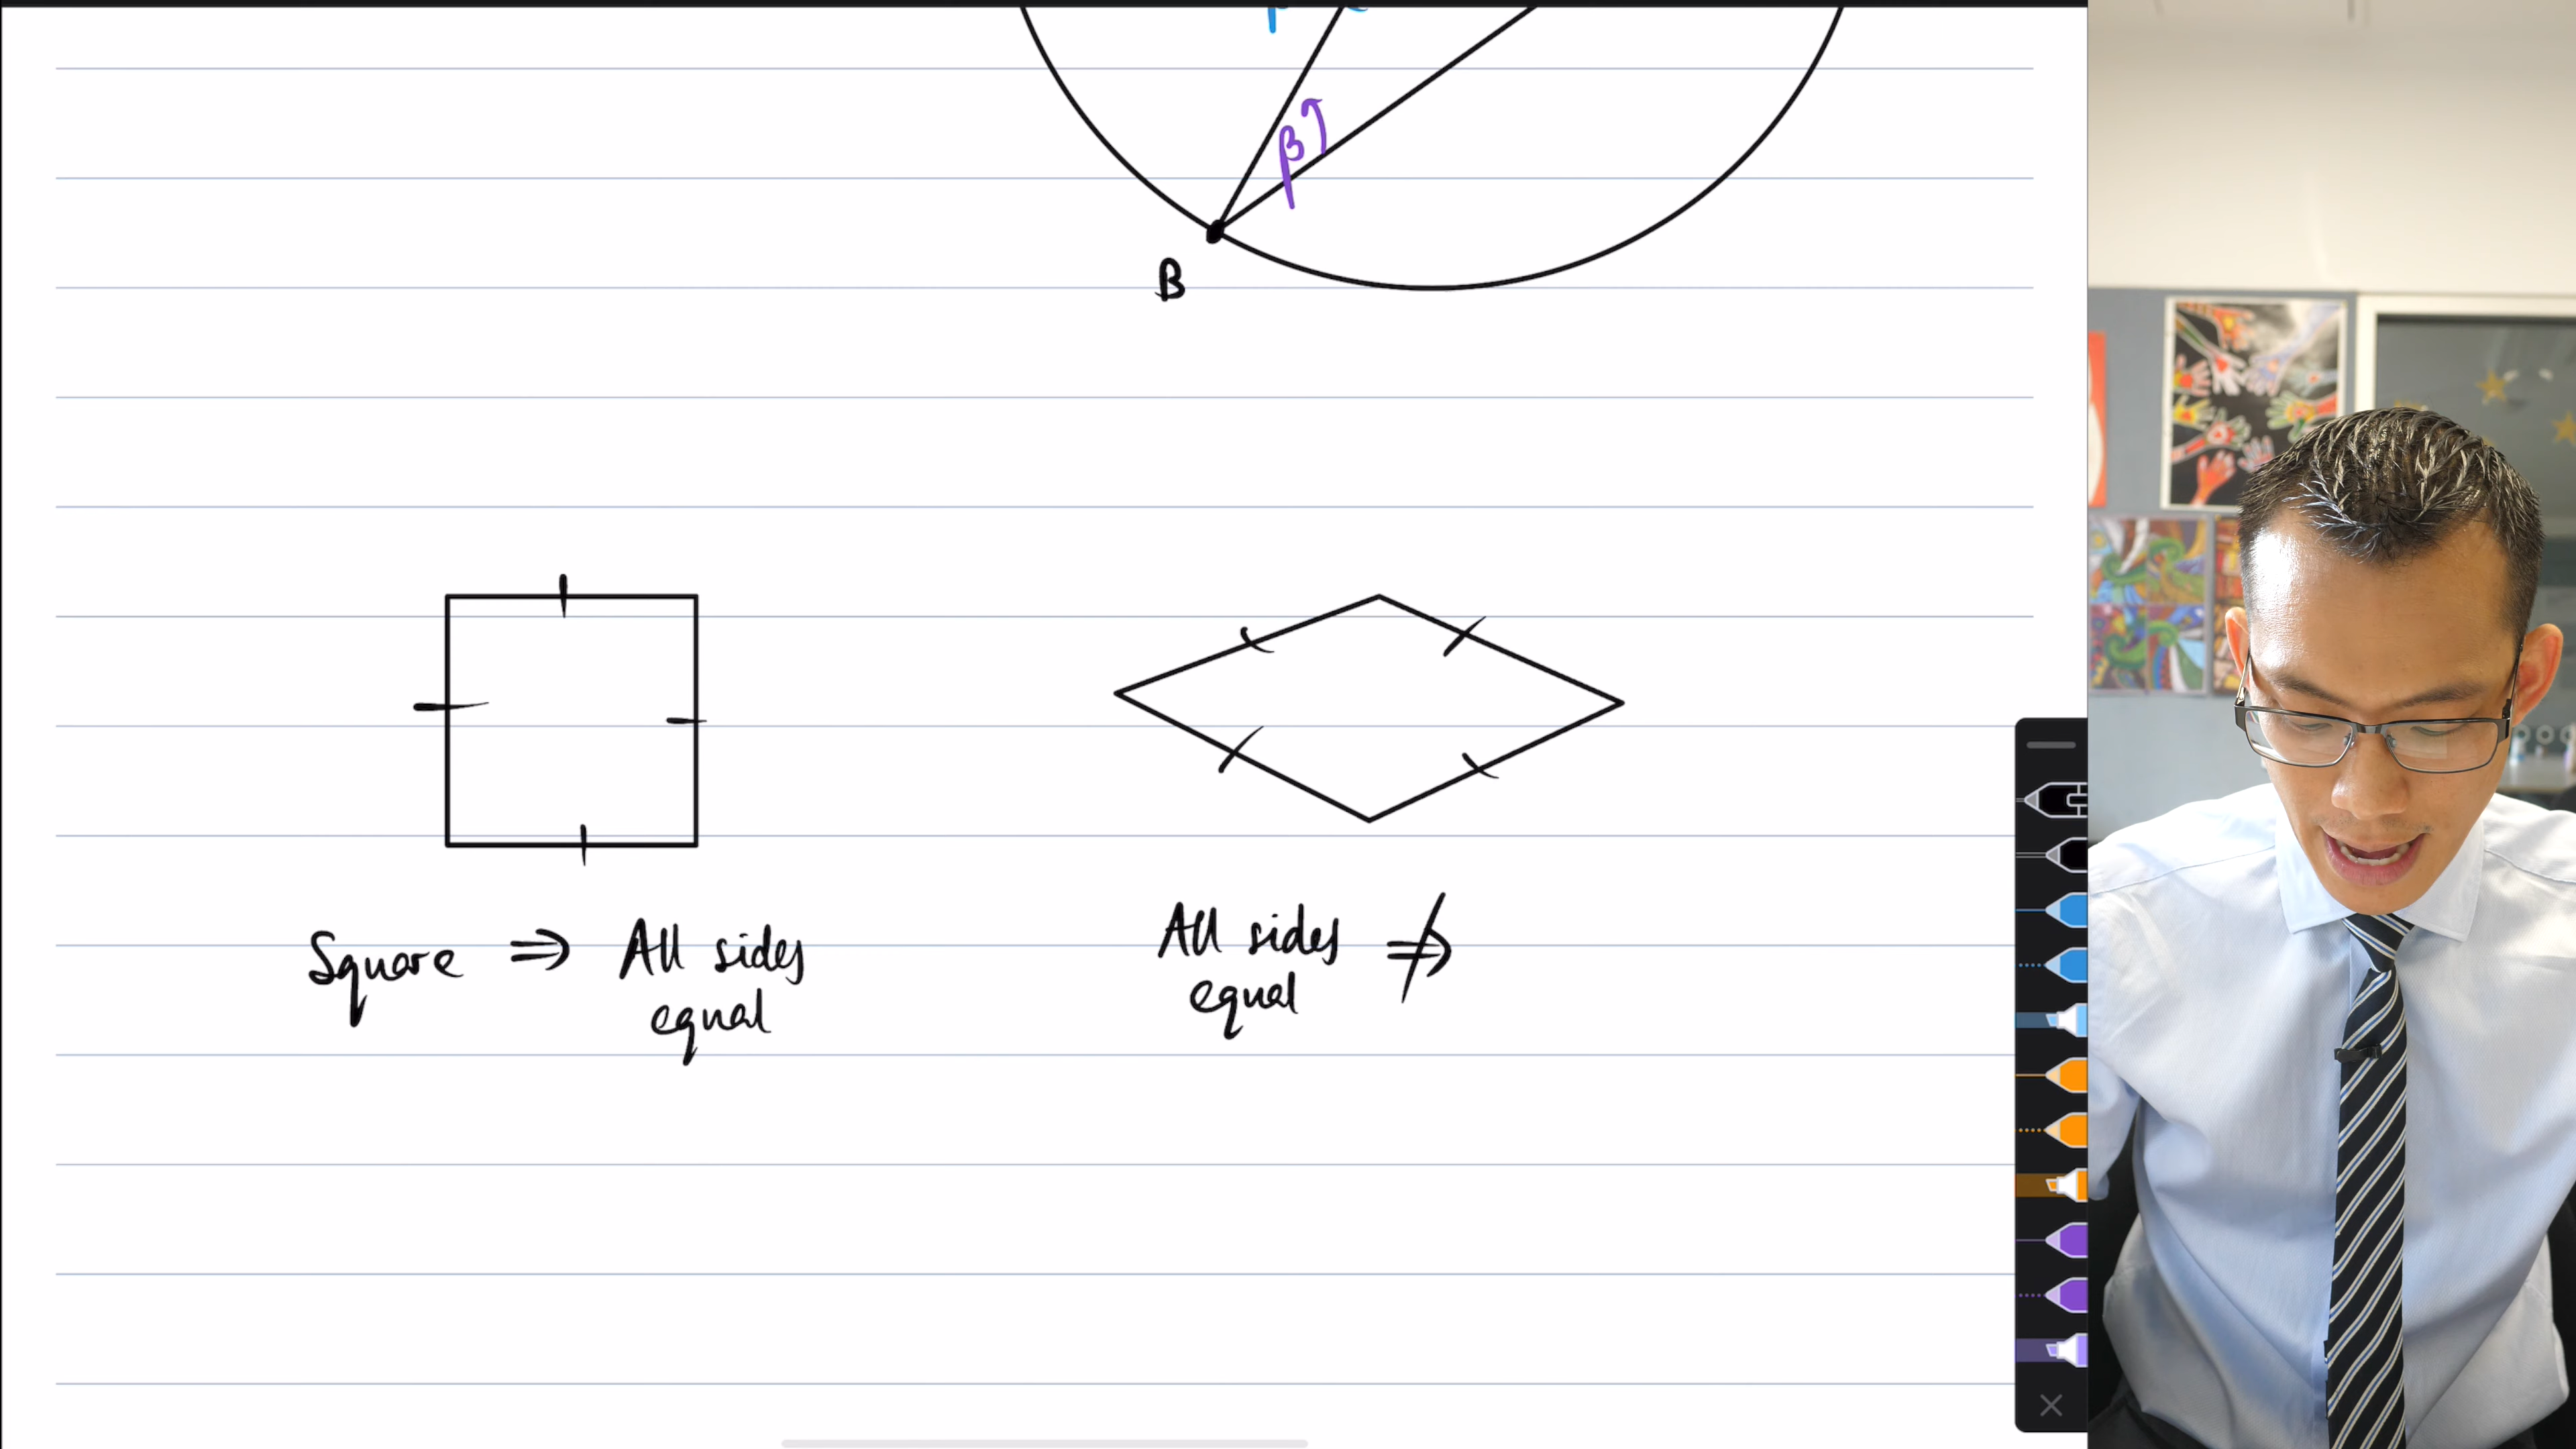 β
B
Square ⇒ All sides
equal
All sides ⇏
equal